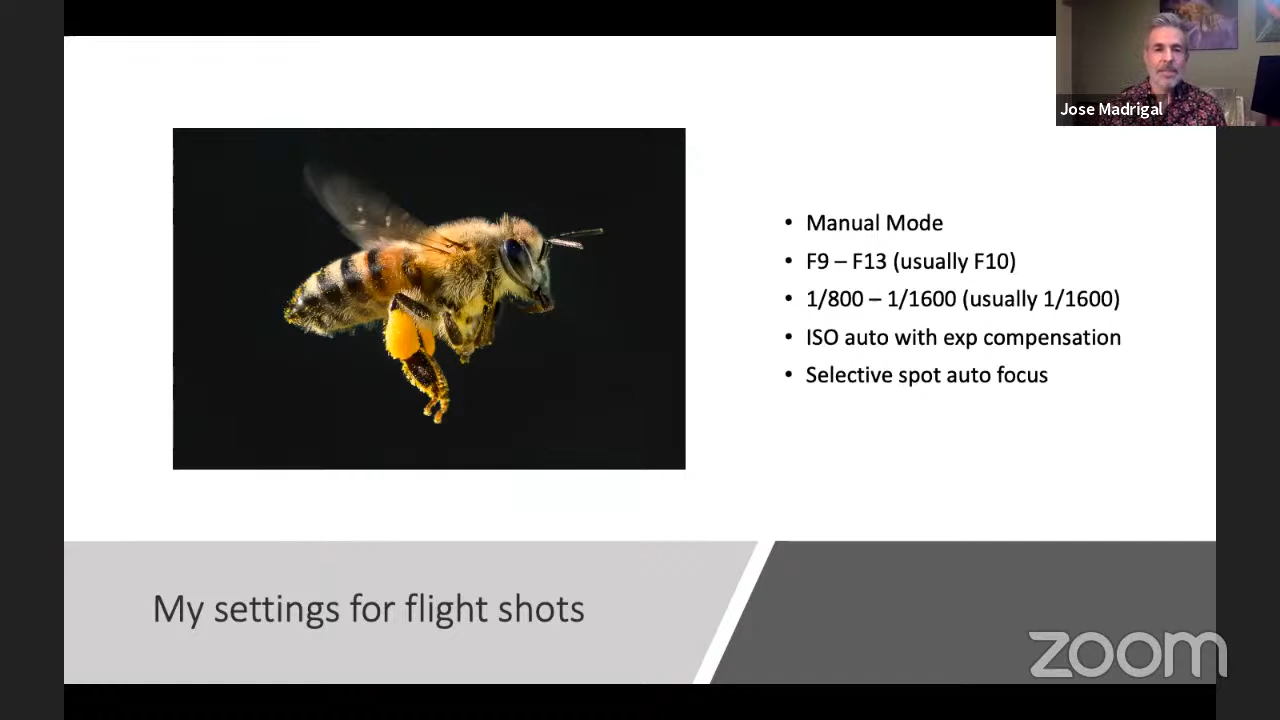 Jose Madrigal
• Manual Mode
• F9 – F13 (usually F10)
• 1/800 – 1/1600 (usually 1/1600)
• ISO auto with exp compensation
• Selective spot auto focus
My settings for flight shots
zoom